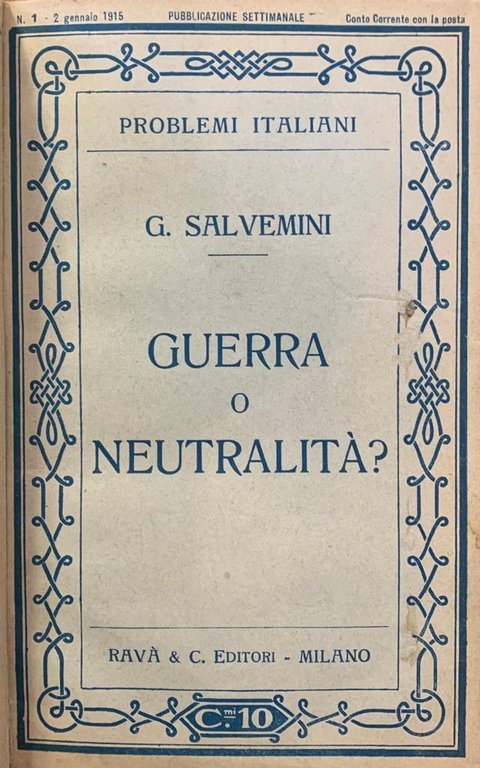 N. 1 - 2 gennaio 1915 PUBBLICAZIONE SETTIMANALE Conto Corrente con la posta
PROBLEMI ITALIANI
G. SALVEMINI
GUERRA
O
NEUTRALITÀ?
RAVÀ & C. EDITORI - MILANO
C.mi 10